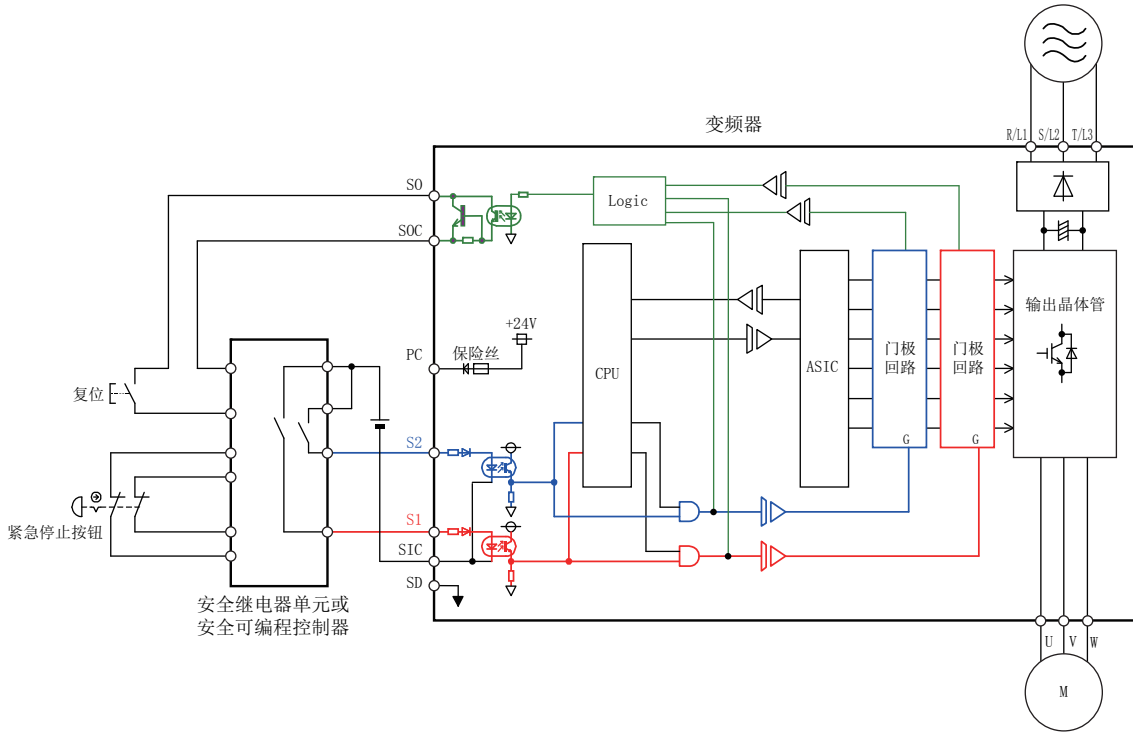 变频器
R/L1 S/L2 T/L3
SO
Logic
SOC
+24V
输出晶体管
PC
保险丝
门极
回路
门极
回路
CPU
ASIC
复位
S2
G
G
S1
紧急停止按钮
SIC
SD
安全继电器单元或
安全可编程控制器
U V W
M